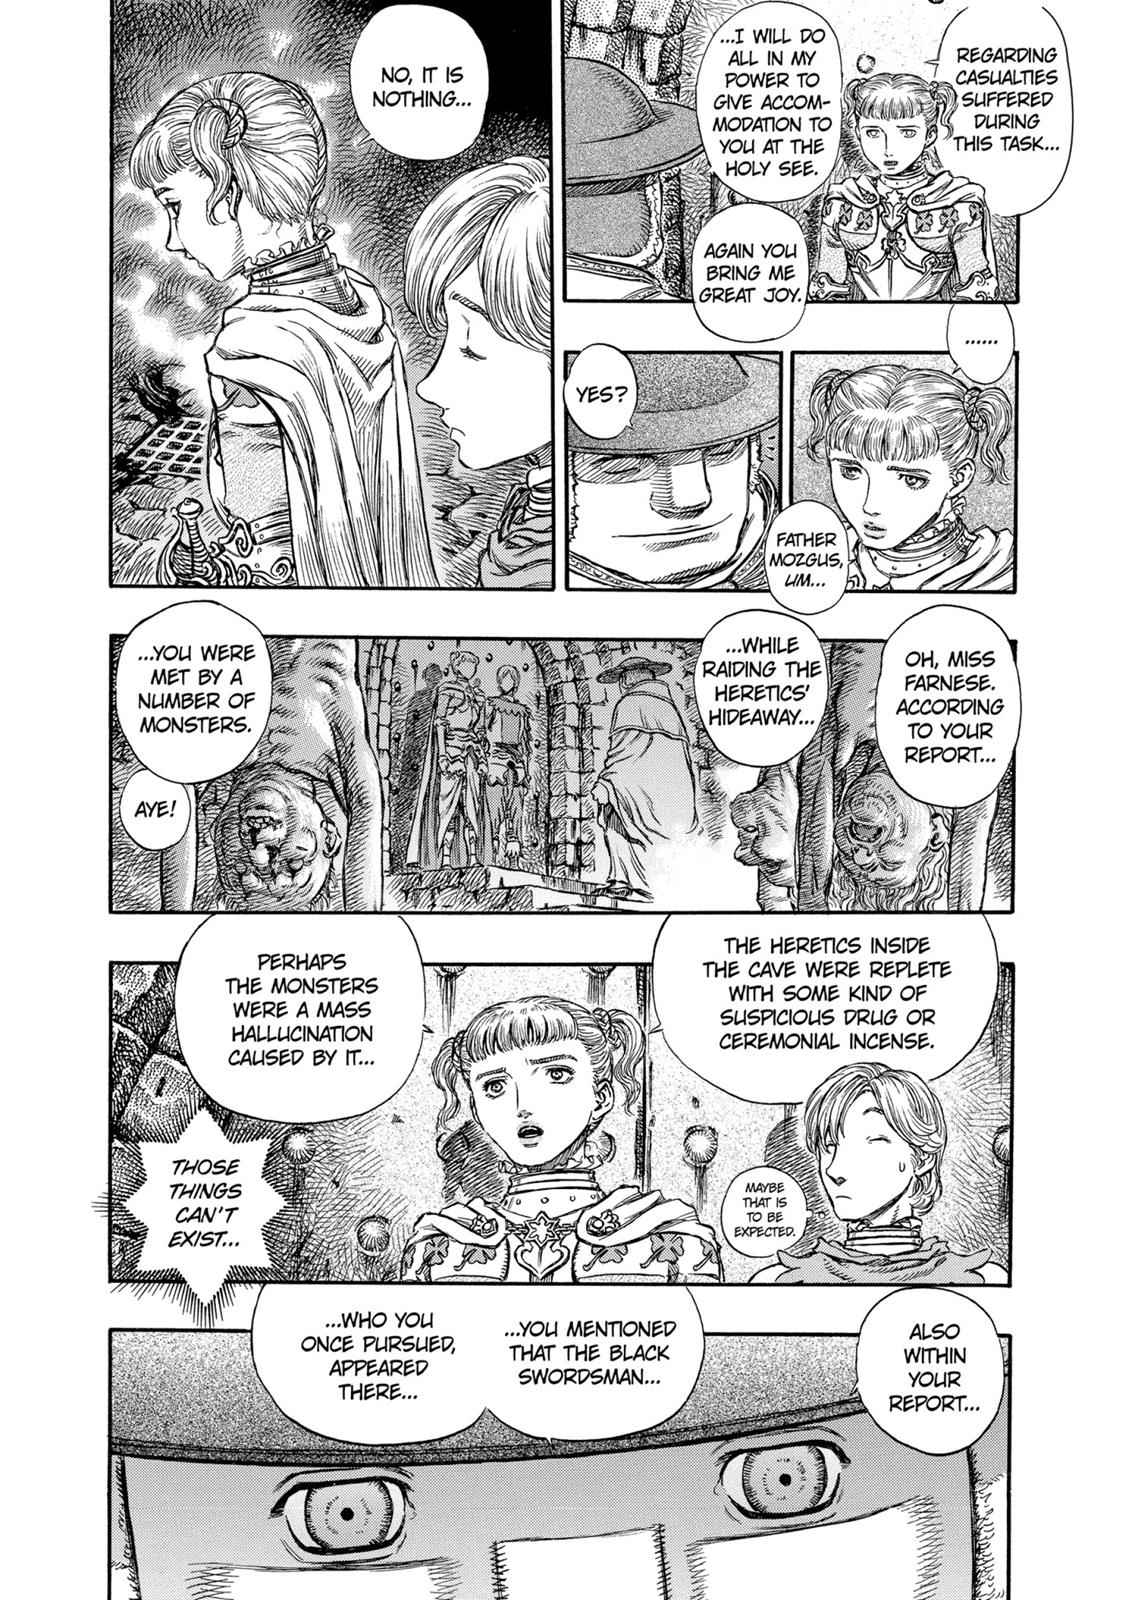 REGARDING
CASUALTIES
SUFFERED
DURING
THIS TASK...
...I WILL DO
ALL IN MY
POWER TO
GIVE ACCOM-
MODATION TO
YOU AT THE
HOLY SEE.
AGAIN YOU
BRING ME
GREAT JOY.
NO, IT IS
NOTHING...
......
FATHER
MOZGUS,
UM...
YES?
OH, MISS
FARNESE.
ACCORDING
TO YOUR
REPORT...
...WHILE
RAIDING THE
HERETICS'
HIDEAWAY...
...YOU WERE
MET BY A
NUMBER OF
MONSTERS.
AYE!
THE HERETICS INSIDE
THE CAVE WERE REPLETE
WITH SOME KIND OF
SUSPICIOUS DRUG OR
CEREMONIAL INCENSE.
MAYBE
THAT IS
TO BE
EXPECTED.
PERHAPS
THE MONSTERS
WERE A MASS
HALLUCINATION
CAUSED BY IT...
THOSE
THINGS
CAN'T
EXIST...
ALSO
WITHIN
YOUR
REPORT...
...YOU MENTIONED
THAT THE BLACK
SWORDSMAN...
...WHO YOU
ONCE PURSUED,
APPEARED
THERE...